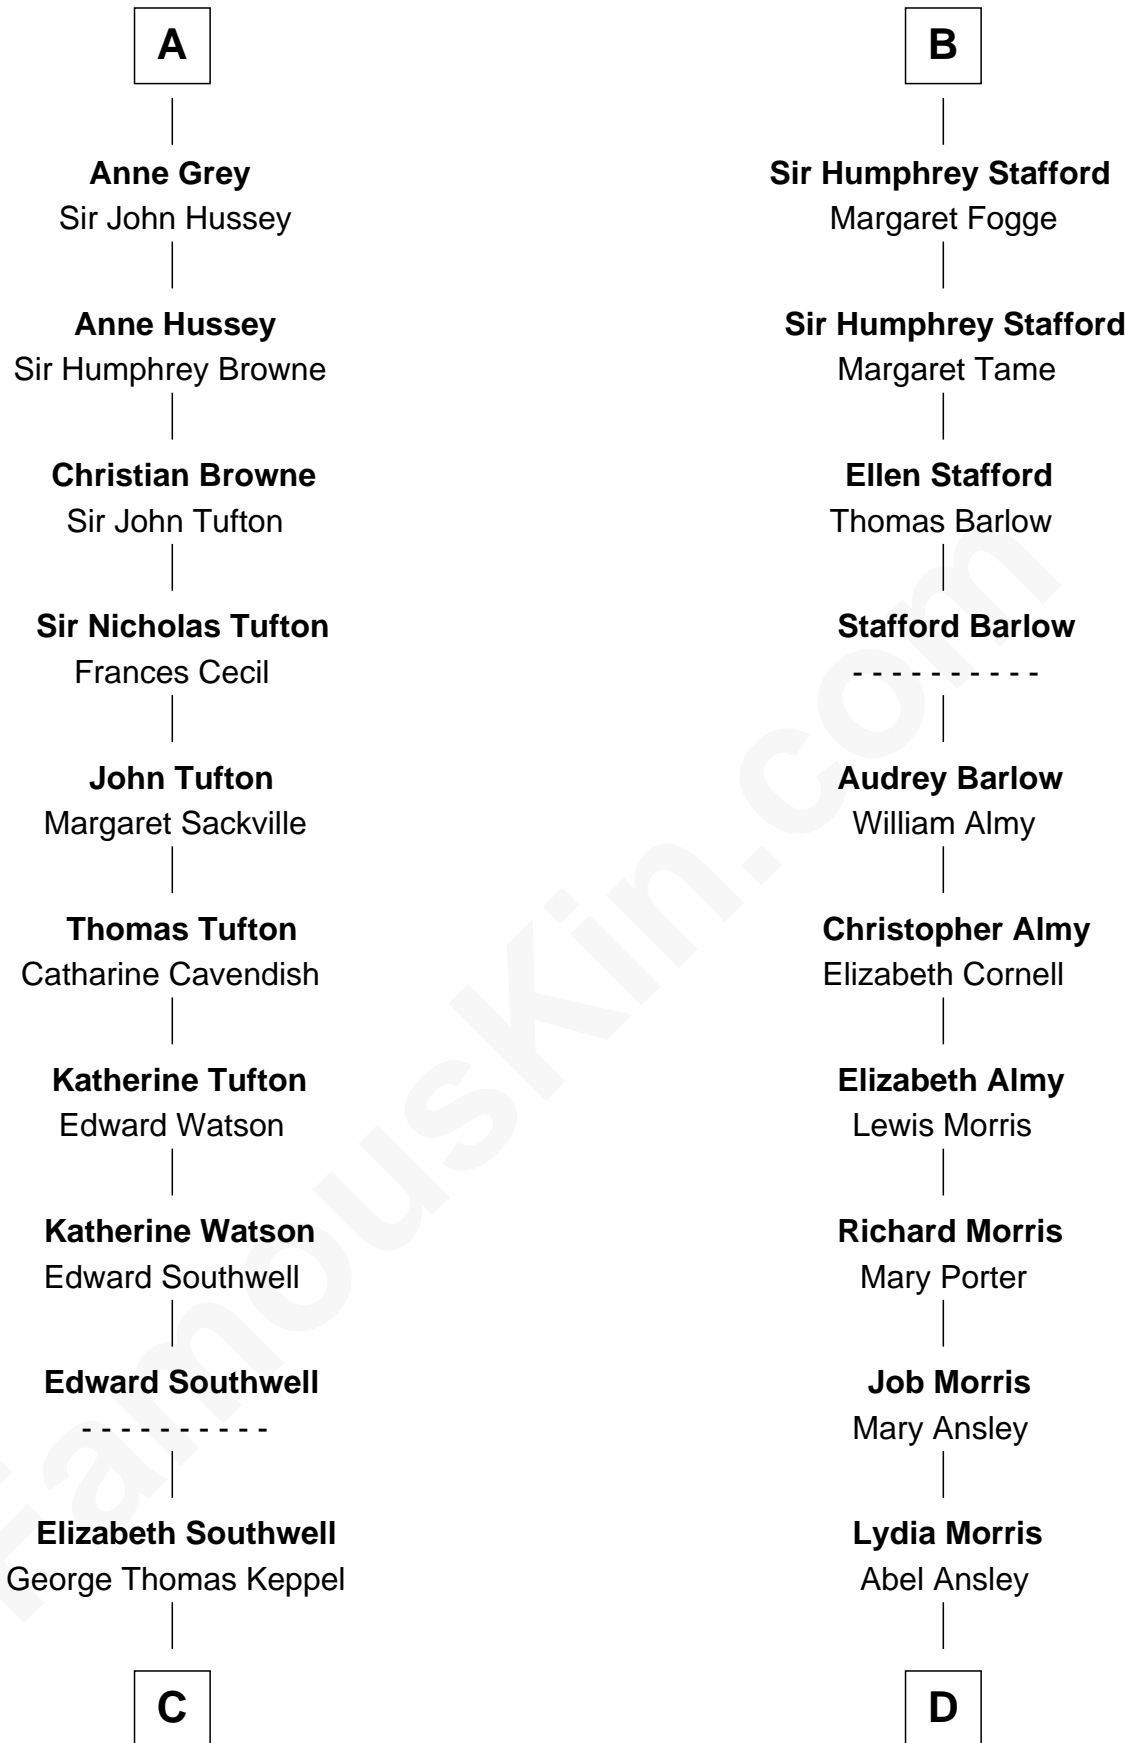 A
Anne Grey
Sir John Hussey
Anne Hussey
Sir Humphrey Browne
Christian Browne
Sir John Tufton
Sir Nicholas Tufton
Frances Cecil
John Tufton
Margaret Sackville
Thomas Tufton
Catharine Cavendish
Katherine Tufton
Edward Watson
Katherine Watson
Edward Southwell
Edward Southwell
- - - - - - - - - -
Elizabeth Southwell
George Thomas Keppel
C
B
Sir Humphrey Stafford
Margaret Fogge
Sir Humphrey Stafford
Margaret Tame
Ellen Stafford
Thomas Barlow
Stafford Barlow
- - - - - - - - - -
Audrey Barlow
William Almy
Christopher Almy
Elizabeth Cornell
Elizabeth Almy
Lewis Morris
Richard Morris
Mary Porter
Job Morris
Mary Ansley
Lydia Morris
Abel Ansley
D
FamousKin.com